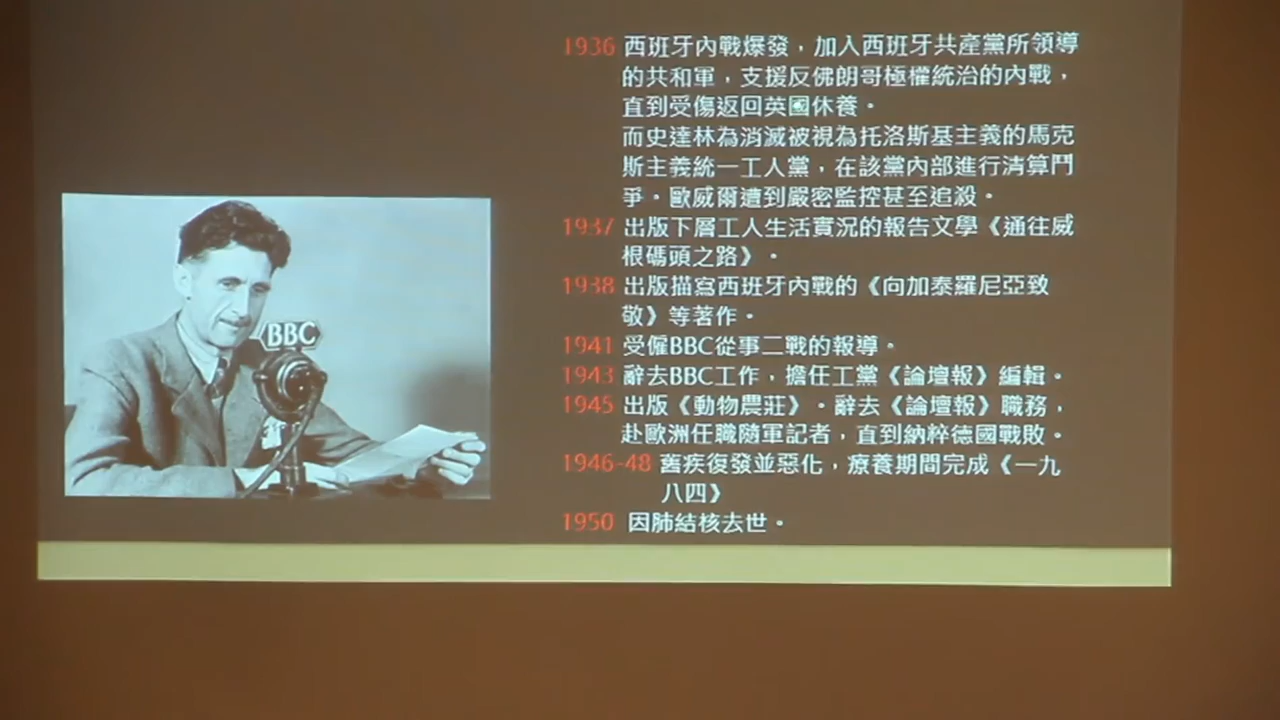 BBC
1936 西班牙內戰爆發，加入西班牙共產黨所領導
的共和軍，支援反佛朗哥極權統治的內戰，
直到受傷返回英國休養。
而史達林為消滅被視為托洛斯基主義的馬克
斯主義統一工人黨，在該黨內部進行清算鬥
爭。歐威爾遭到嚴密監控甚至追殺。
1937 出版下層工人生活實況的報告文學《通往威
根碼頭之路》。
1938 出版描寫西班牙內戰的《向加泰羅尼亞致
敬》等著作。
1941 受僱BBC從事二戰的報導。
1943 辭去BBC工作，擔任工黨《論壇報》編輯。
1945 出版《動物農莊》。辭去《論壇報》職務，
赴歐洲任職隨軍記者，直到納粹德國戰敗。
1946-48 舊疾復發並惡化，療養期間完成《一九
八四》
1950 因肺結核去世。